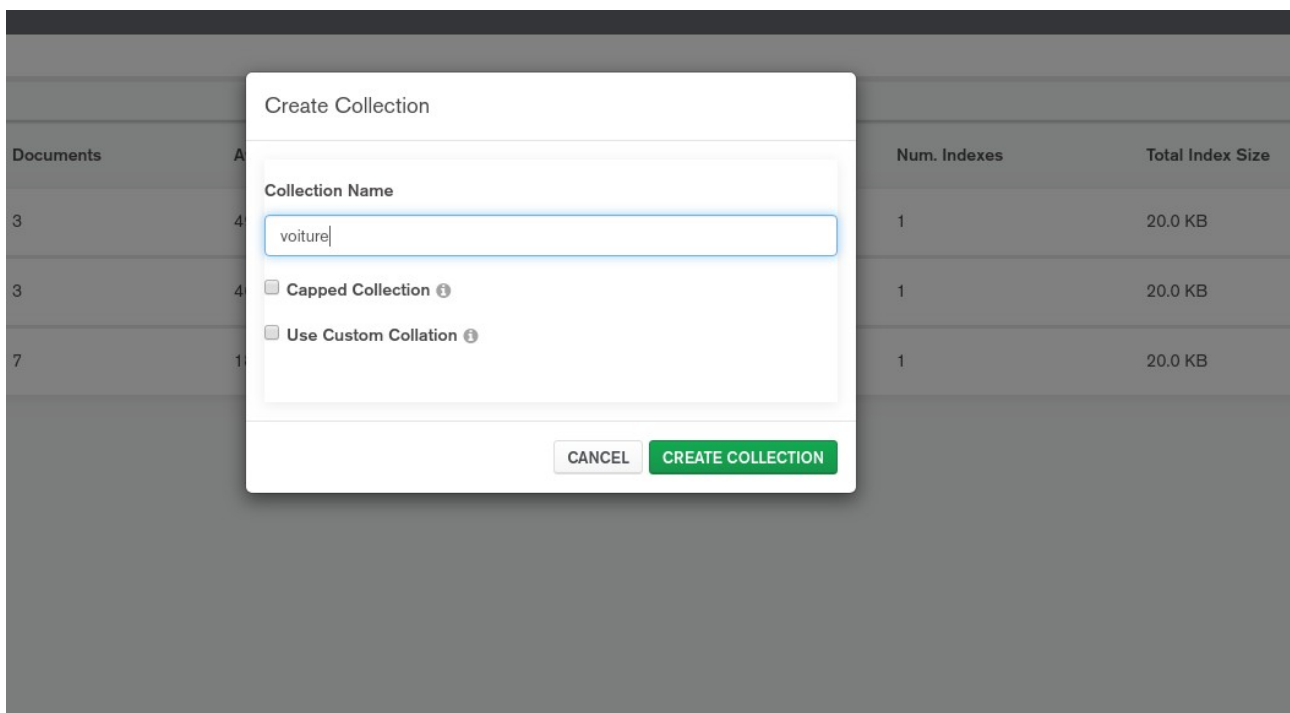 Create Collection
Documents
Num. Indexes
Total Index Size
Collection Name
3
1
20.0 KB
voiture
3
Capped Collection
1
20.0 KB
Use Custom Collation
7
1
20.0 KB
CANCEL
CREATE COLLECTION